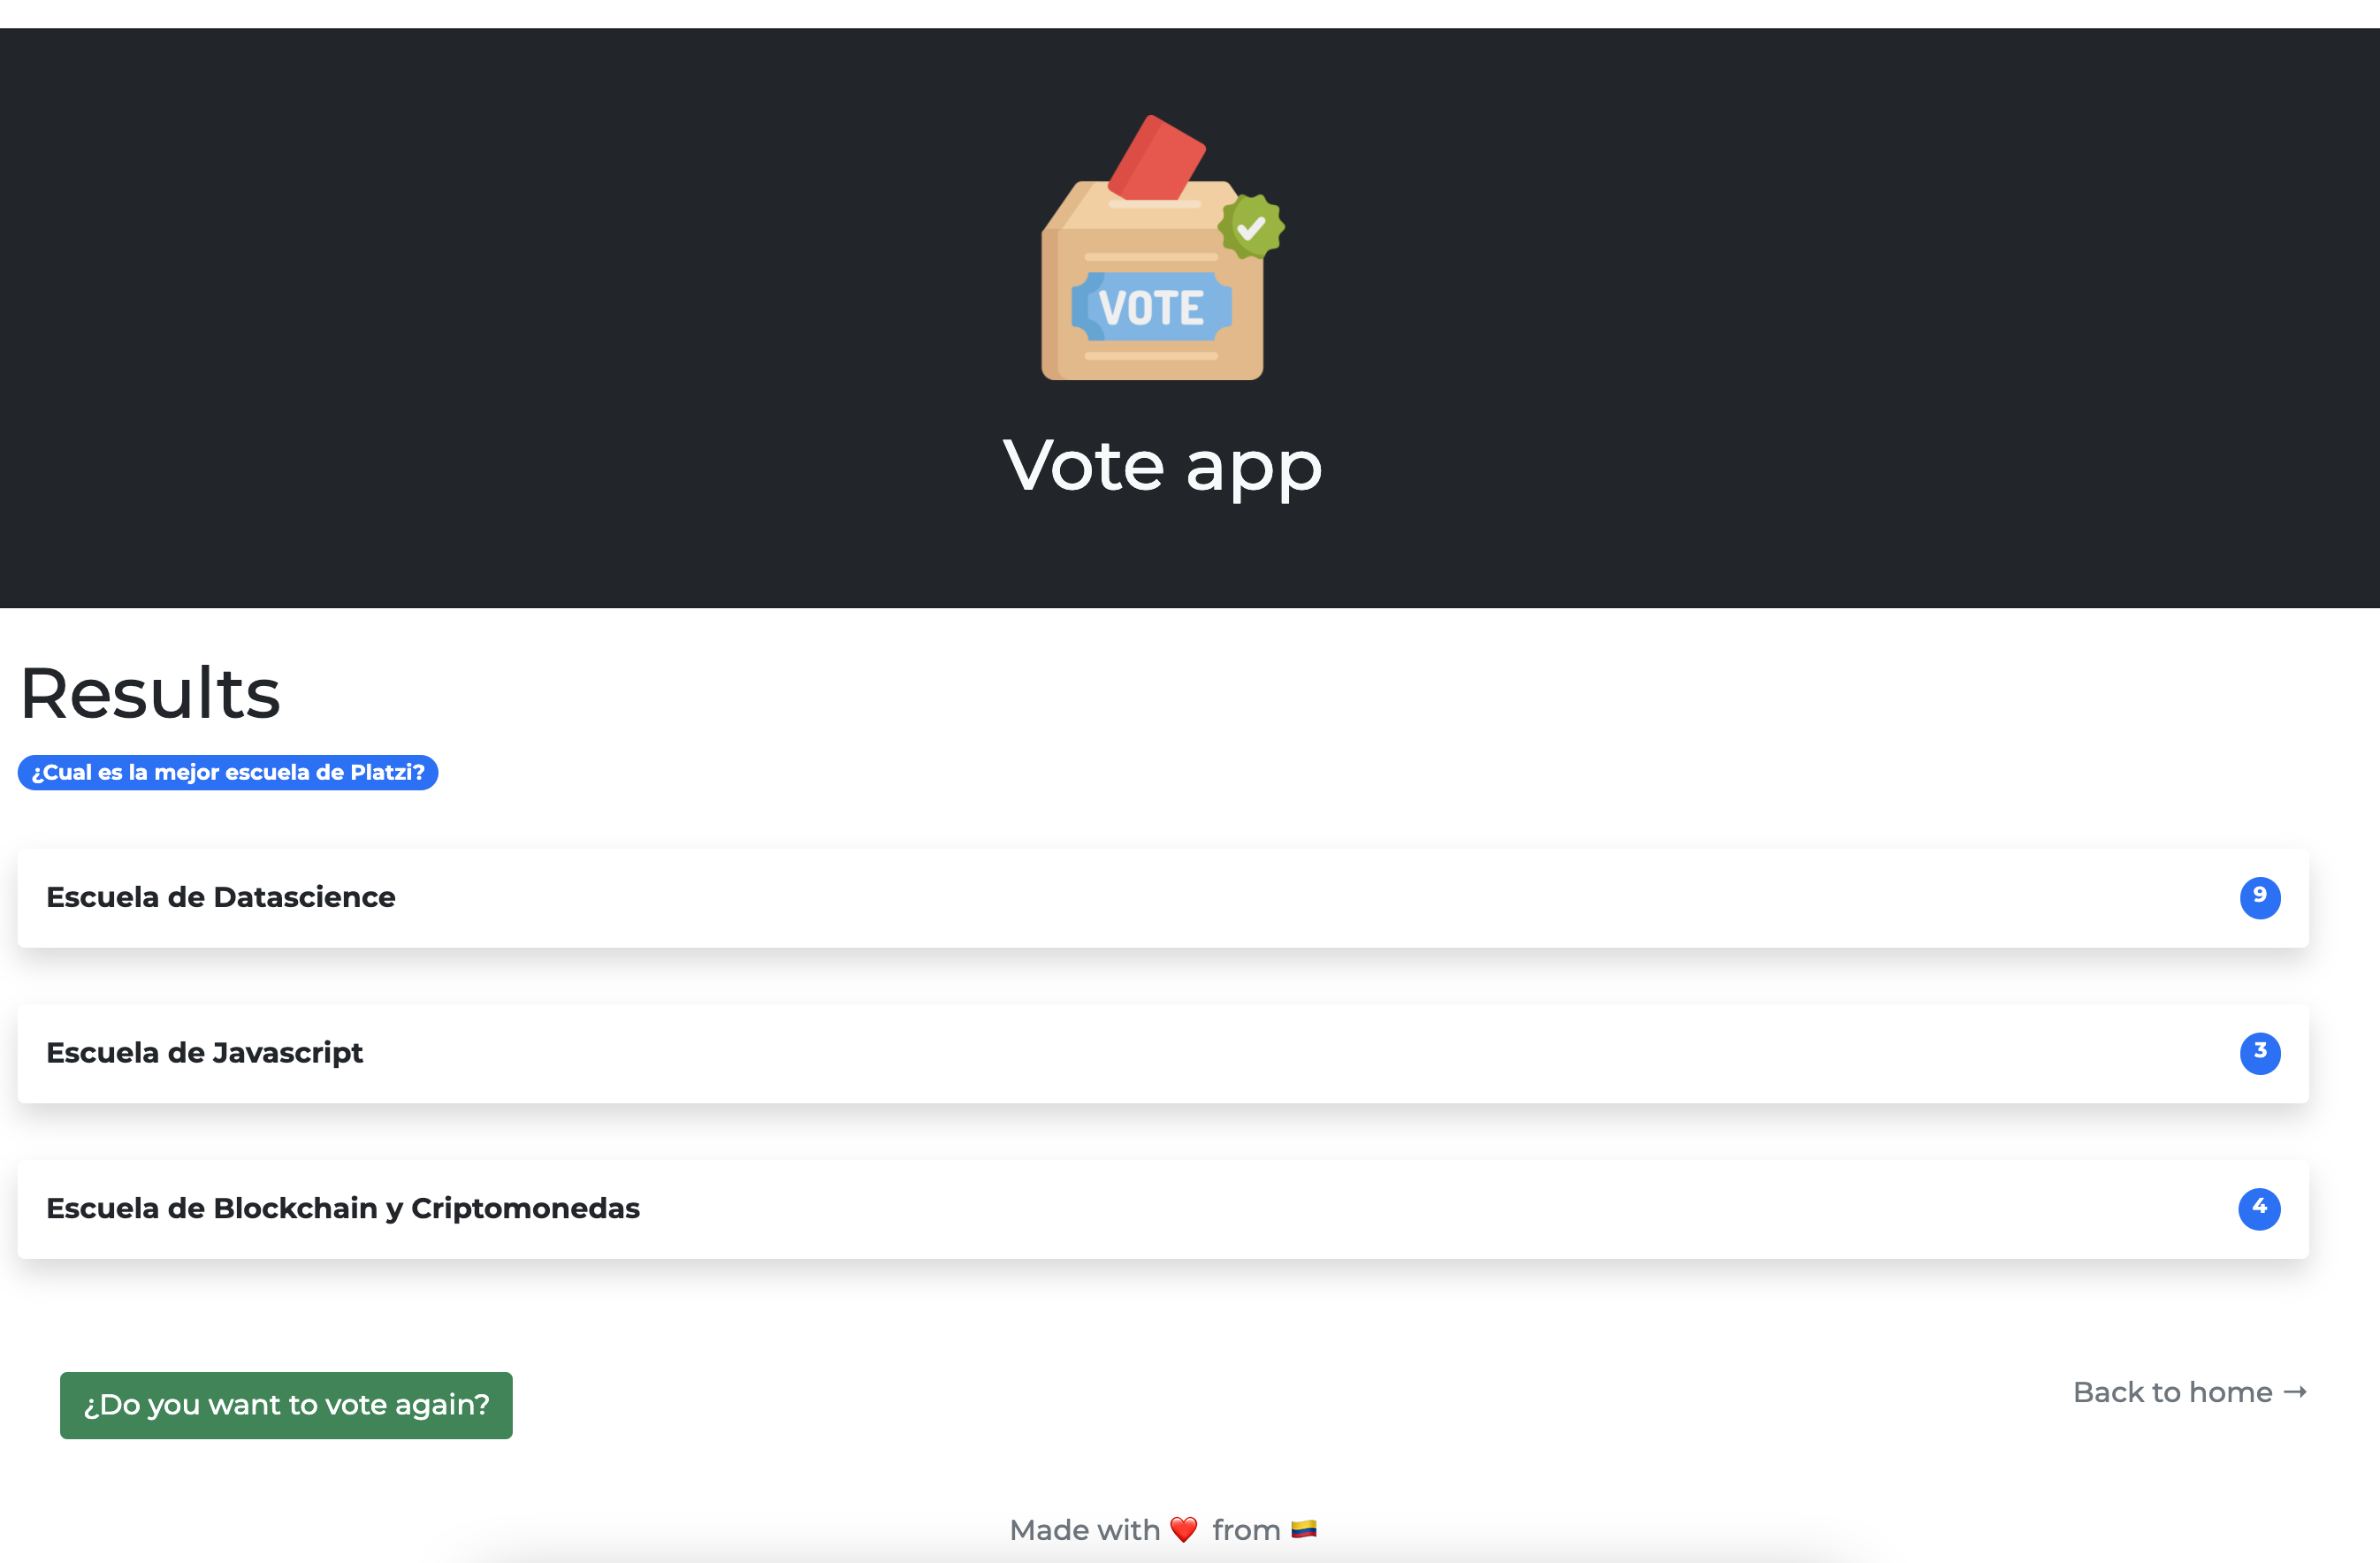 VOTE
Vote app
Results
¿Cual es la mejor escuela de Platzi?
Escuela de Datascience
9
Escuela de Javascript
3
Escuela de Blockchain y Criptomonedas
4
¿Do you want to vote again?
Back to home →
Made with ❤️ from 🇨🇴